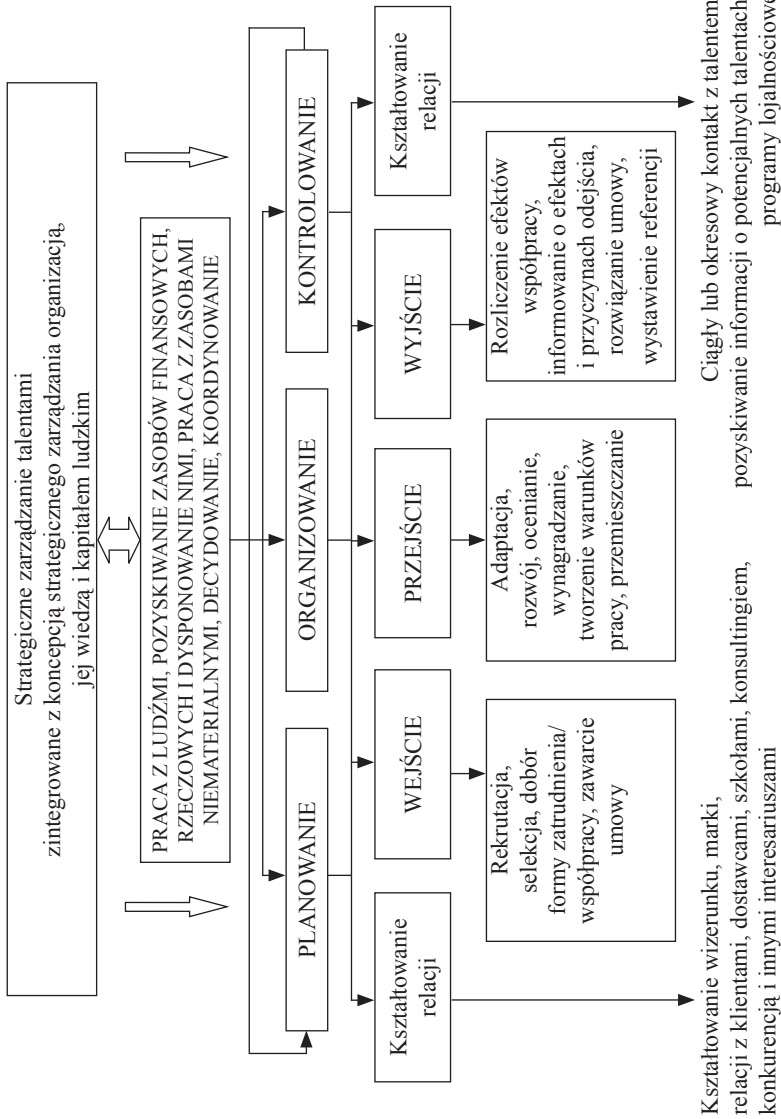 Strategiczne zarządzanie talentami
zintegrowane z koncepcją strategicznego zarządzania organizacją,
jej wiedzą i kapitałem ludzkim
PRACA Z LUDŹMI, POZYSKIWANIE ZASOBÓW FINANSOWYCH,
RZECZOWYCH I DYSPONOWANIE NIMI, PRACA Z ZASOBAMI
NIEMATERIALNYMI, DECYDOWANIE, KOORDYNOWANIE
PLANOWANIE
ORGANIZOWANIE
KONTROLOWANIE
Kształtowanie
relacji
WEJŚCIE
PRZEJŚCIE
WYJŚCIE
Kształtowanie
relacji
Rekrutacja,
selekcja, dobór
formy zatrudnienia/
współpracy, zawarcie
umowy
Adaptacja,
rozwój, ocenianie,
wynagradzanie,
tworzenie warunków
pracy, przemieszczanie
Rozliczenie efektów
współpracy,
informowanie o efektach
i przyczynach odejścia,
rozwiązanie umowy,
wystawienie referencji
Kształtowanie wizerunku, marki,
relacji z klientami, dostawcami, szkołami, konsultingiem,
konkurencją i innymi interesariuszami
Ciągły lub okresowy kontakt z talentem
pozyskiwanie informacji o potencjalnych talentach
programy lojalnościowe